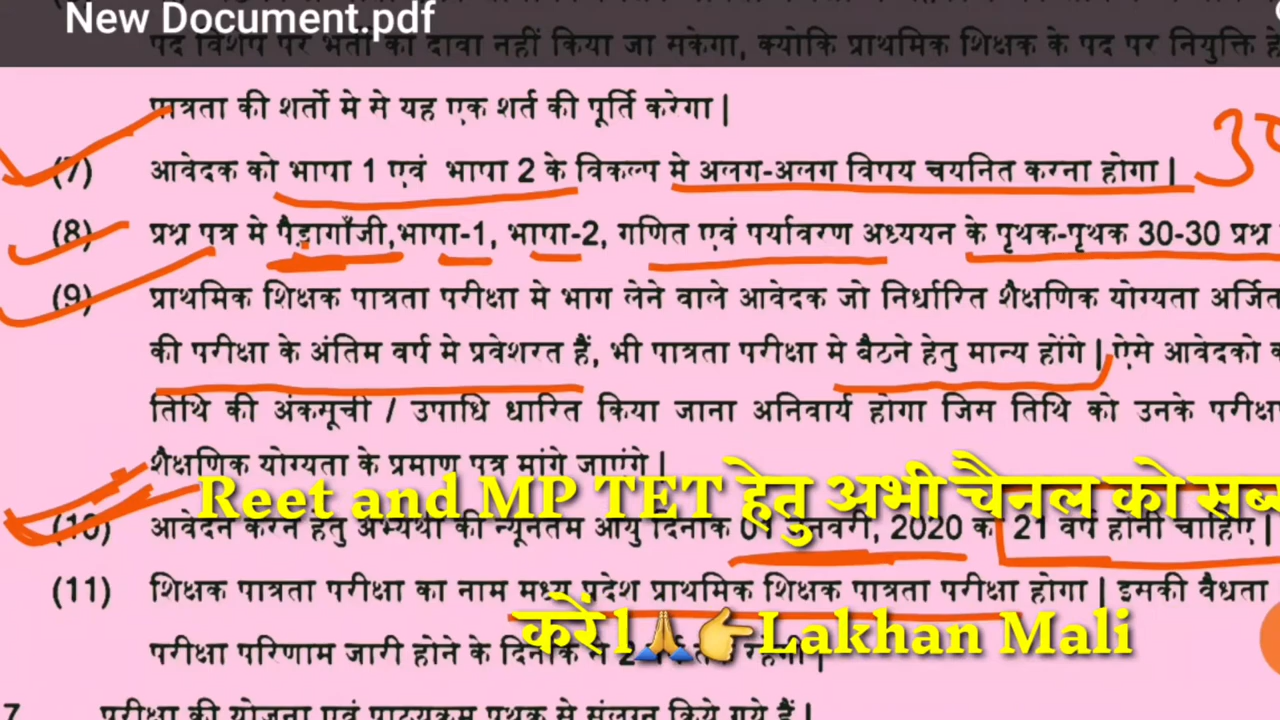 New Document.pdf
पद विशेष पर भर्ती का दावा नहीं किया जा सकेगा, क्योकि प्राथमिक शिक्षक के पद पर नियुक्ति
पात्रता की शर्तो मे से यह एक शर्त की पूर्ति करेगा |
(7) आवेदक को भाषा 1 एवं भाषा 2 के विकल्प मे अलग-अलग विषय चयनित करना होगा |
(8) प्रश्न पत्र मे पैड़ागाँजी,भाषा-1, भाषा-2, गणित एवं पर्यावरण अध्ययन के पृथक-पृथक 30-30 प्रश्न
(9) प्राथमिक शिक्षक पात्रता परीक्षा मे भाग लेने वाले आवेदक जो निर्धारित शैक्षणिक योग्यता अर्जित
की परीक्षा के अंतिम वर्ष मे प्रवेशरत हैं, भी पात्रता परीक्षा मे बैठने हेतु मान्य होंगे | ऐसे आवेदको
तिथि की अंकसूची / उपाधि धारित किया जाना अनिवार्य होगा जिस तिथि को उनके परीक्षा
शैक्षणिक योग्यता के प्रमाण पत्र मांगे जाएंगे |
Reet and MP TET हेतु अभी चैनल को सब्स
(10) आवेदन करने हेतु अभ्यर्थी की न्यूनतम आयु दिनांक 01 जनवरी, 2020 को 21 वर्ष होनी चाहिए |
(11) शिक्षक पात्रता परीक्षा का नाम मध्य प्रदेश प्राथमिक शिक्षक पात्रता परीक्षा होगा | इसकी वैधता
करें l🙏👉Lakhan Mali
परीक्षा परिणाम जारी होने के दिनांक से 2 रहेगी |
7 परीक्षा की योजना एवं पाठ्यक्रम पृथक से संलग्न किये गये हैं |